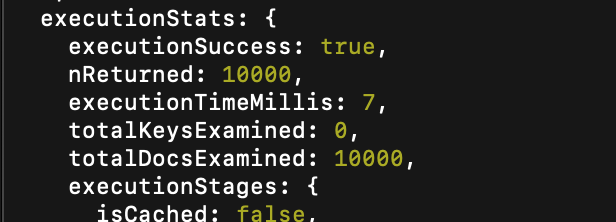 executionStats: {
executionSuccess: true,
nReturned: 10000,
executionTimeMillis: 7,
totalKeysExamined: 0,
totalDocsExamined: 10000,
executionStages: {
isCached: false,